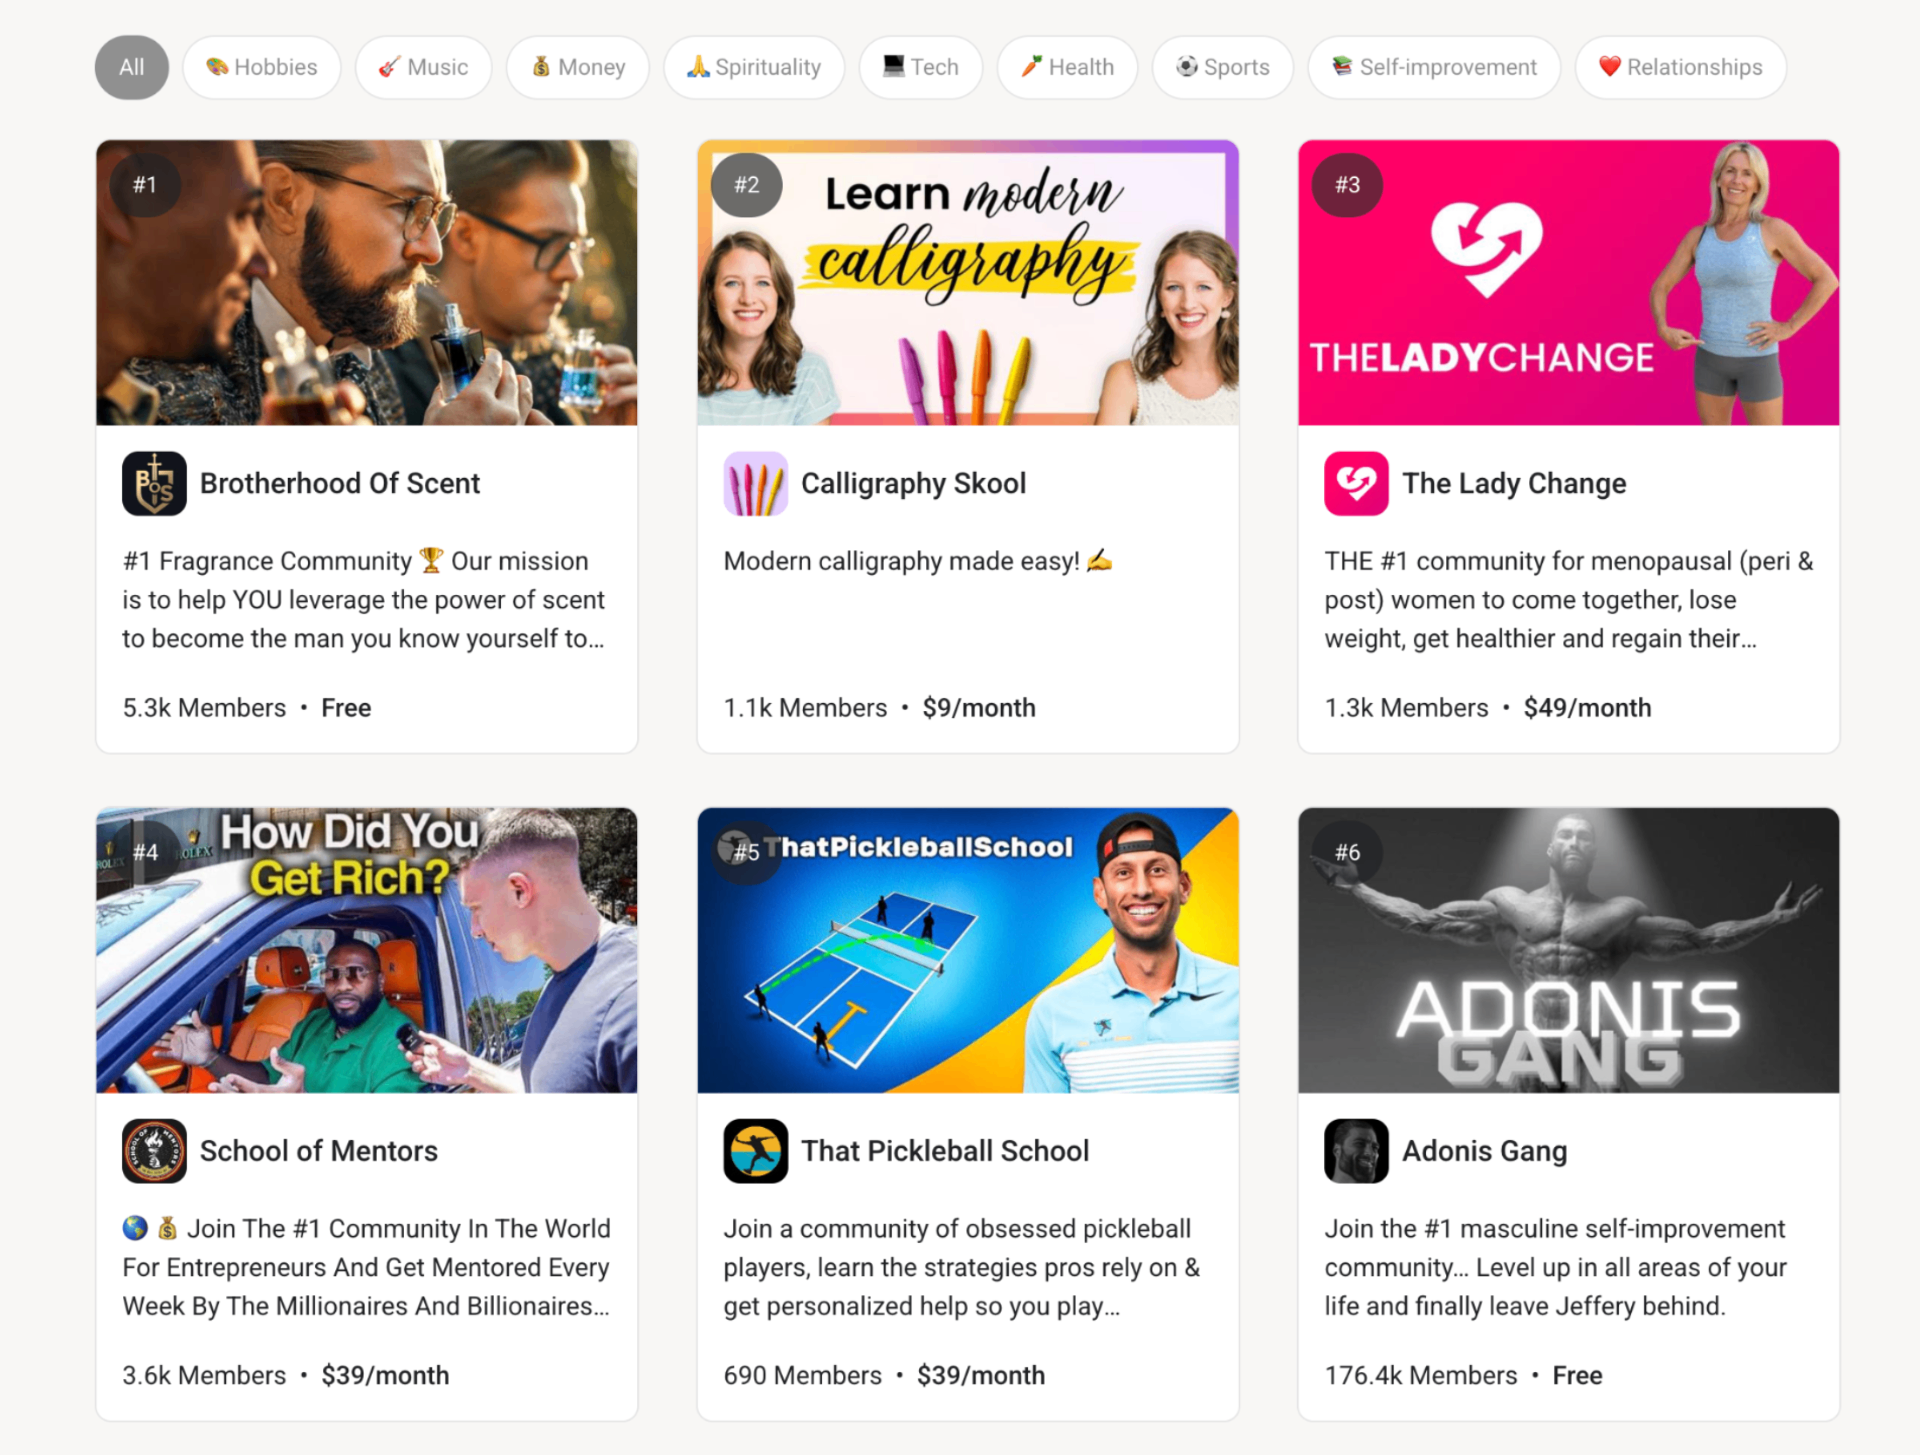 All
Hobbies
Music
Money
Spirituality
Tech
Health
Sports
Self-improvement
Relationships
#1
#2
Learn modern
calligraphy
#3
THELADYCHANGE
BOS
Brotherhood Of Scent
Calligraphy Skool
The Lady Change
#1 Fragrance Community 🏆 Our mission
is to help YOU leverage the power of scent
to become the man you know yourself to...
Modern calligraphy made easy! ✍️
THE #1 community for menopausal (peri &
post) women to come together, lose
weight, get healthier and regain their...
5.3k Members • Free
1.1k Members • $9/month
1.3k Members • $49/month
#4
ROLEX
ROLEX
How Did You
Get Rich?
#5
ThatPickleballSchool
#6
ADONIS
GANG
SCHOOL OF MENTORS
School of Mentors
That Pickleball School
Adonis Gang
🌎 💰 Join The #1 Community In The World
For Entrepreneurs And Get Mentored Every
Week By The Millionaires And Billionaires...
Join a community of obsessed pickleball
players, learn the strategies pros rely on &
get personalized help so you play...
Join the #1 masculine self-improvement
community... Level up in all areas of your
life and finally leave Jeffery behind.
3.6k Members • $39/month
690 Members • $39/month
176.4k Members • Free